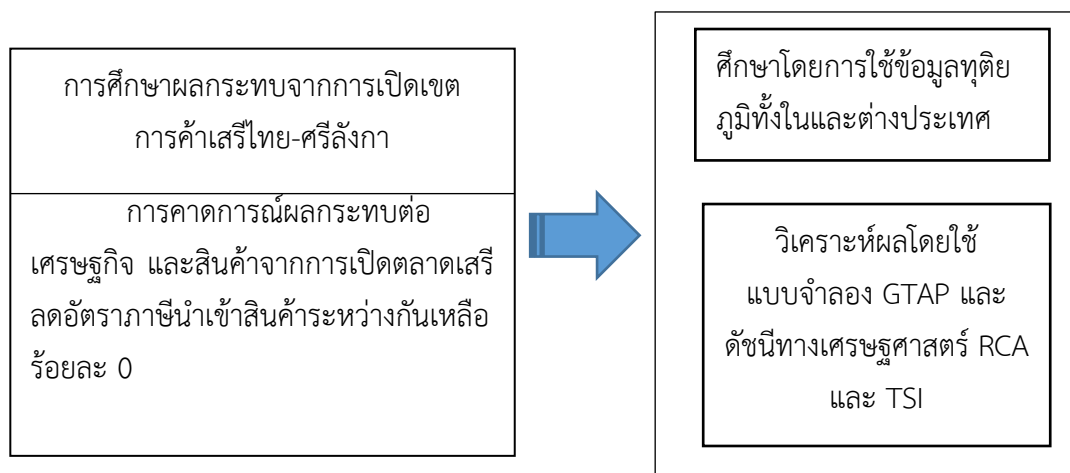 การศึกษาผลกระทบจากการเปิดเขต
การค้าเสรีไทย-ศรีลังกา
การคาดการณ์ผลกระทบต่อ
เศรษฐกิจ และสินค้าจากการเปิดตลาดเสรี
ลดอัตราภาษีนำเข้าสินค้าระหว่างกันเหลือ
ร้อยละ 0
ศึกษาโดยการใช้ข้อมูลทุติย
ภูมิทั้งในและต่างประเทศ
วิเคราะห์ผลโดยใช้
แบบจำลอง GTAP และ
ดัชนีทางเศรษฐศาสตร์ RCA
และ TSI